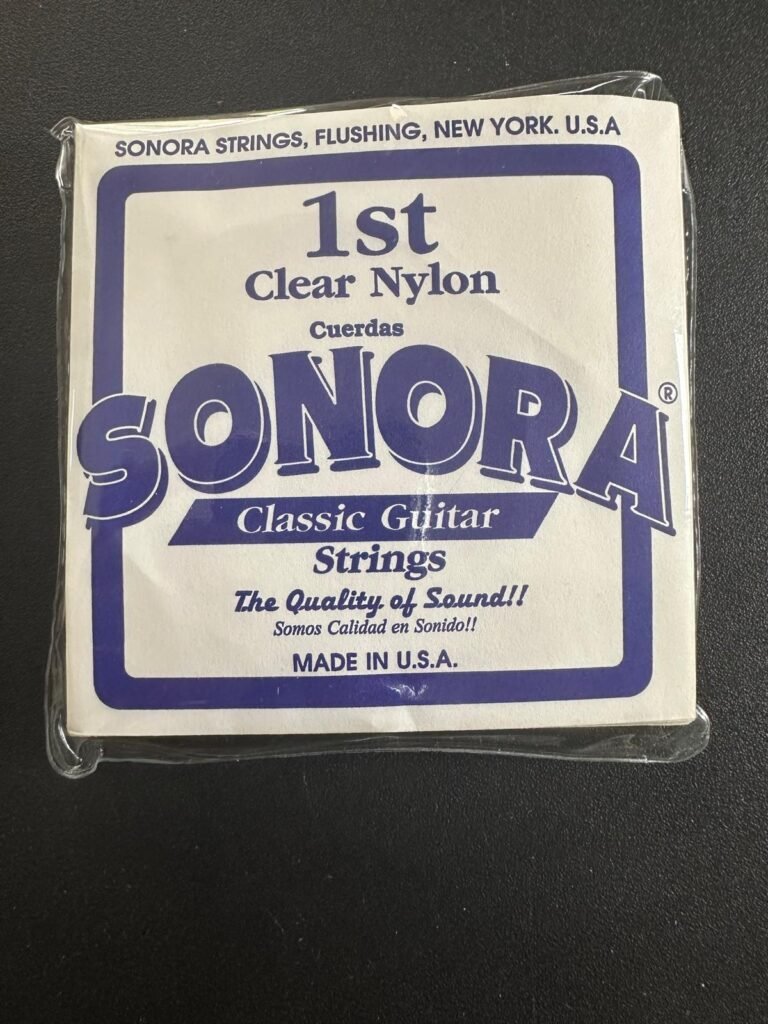 SONORA STRINGS, FLUSHING, NEW YORK. U.S.A
1st
Clear Nylon
Cuerdas
SONORA®
Classic Guitar
Strings
The Quality of Sound!!
Somos Calidad en Sonido!!
MADE IN U.S.A.